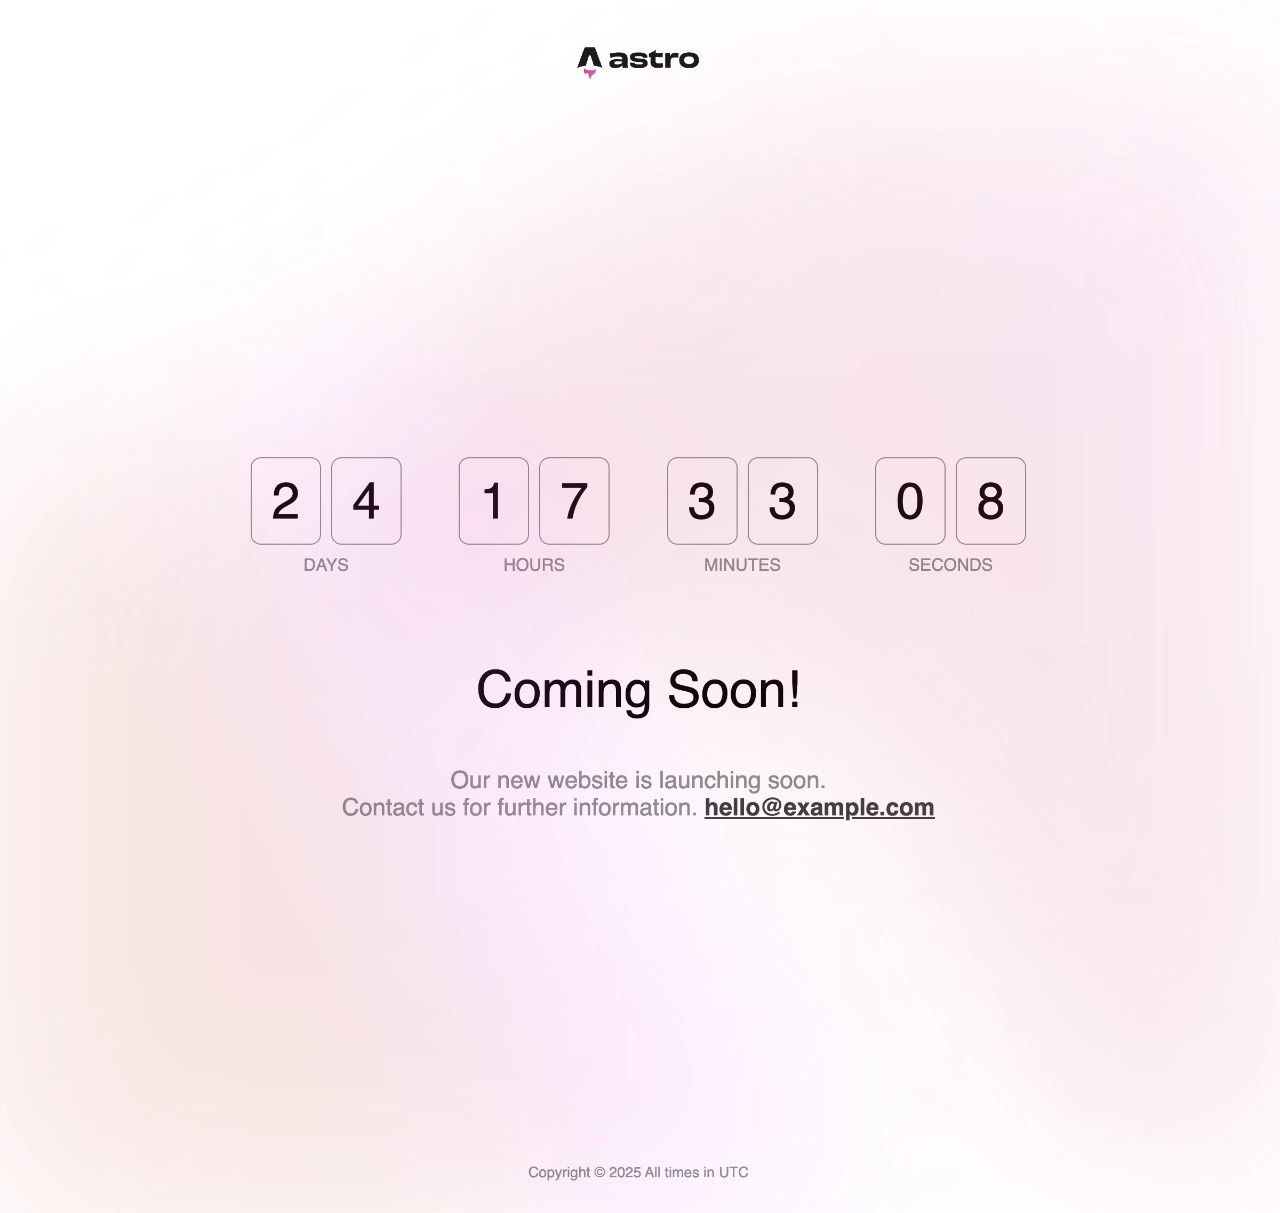 astro
2 4 1 7 3 3 0 8
DAYS HOURS MINUTES SECONDS
Coming Soon!
Our new website is launching soon.
Contact us for further information. hello@example.com
Copyright © 2025 All times in UTC